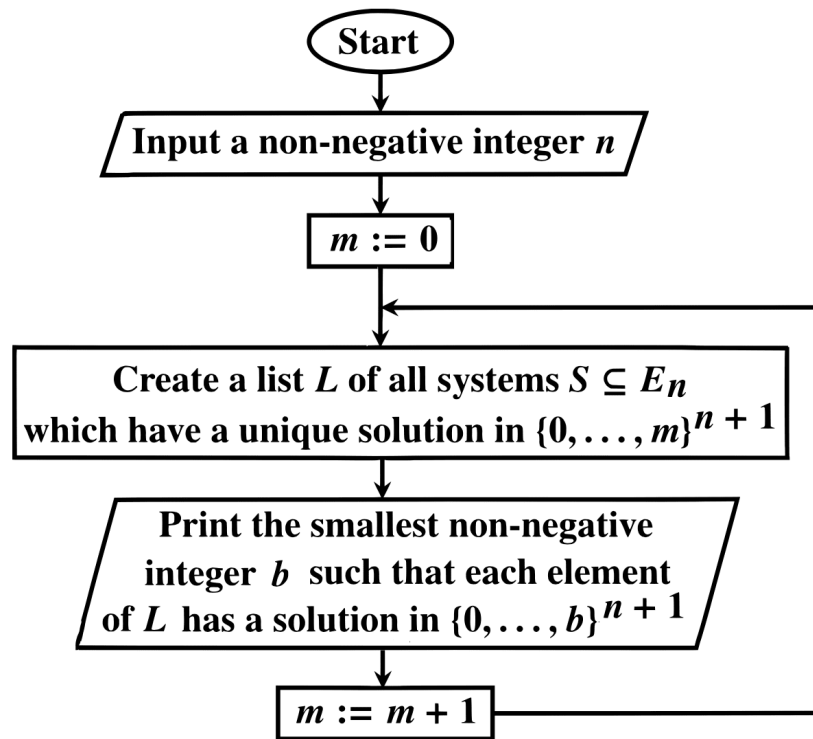 Start
Input a non-negative integer n
m := 0
Create a list L of all systems S ⊆ Eₙ
which have a unique solution in {0, . . . , m}ⁿ ⁺ ¹
Print the smallest non-negative
integer b such that each element
of L has a solution in {0, . . . , b}ⁿ ⁺ ¹
m := m + 1